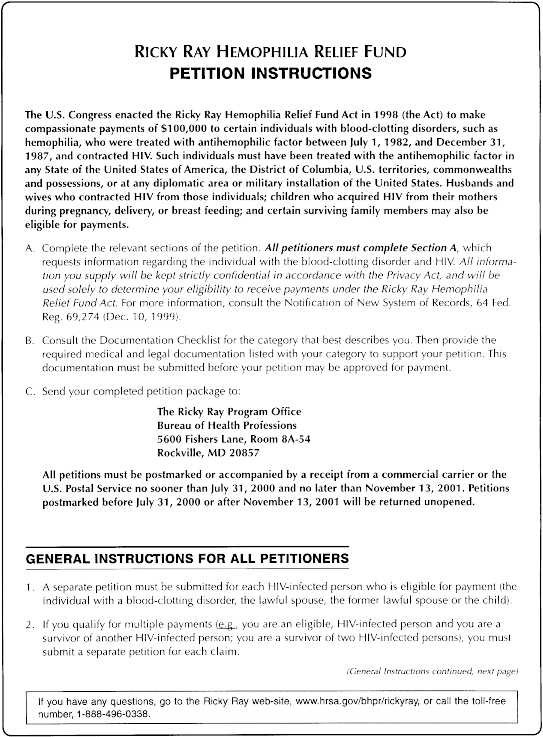 RICKY RAY HEMOPHILIA RELIEF FUND
PETITION INSTRUCTIONS
The U.S. Congress enacted the Ricky Ray Hemophilia Relief Fund Act in 1998 (the Act) to make
compassionate payments of $100,000 to certain individuals with blood-clotting disorders, such as
hemophilia, who were treated with antihemophilic factor between July 1, 1982, and December 31,
1987, and contracted HIV. Such individuals must have been treated with the antihemophilic factor in
any State of the United States of America, the District of Columbia, U.S. territories, commonwealths
and possessions, or at any diplomatic area or military installation of the United States. Husbands and
wives who contracted HIV from those individuals; children who acquired HIV from their mothers
during pregnancy, delivery, or breast feeding; and certain surviving family members may also be
eligible for payments.
A. Complete the relevant sections of the petition. All petitioners must complete Section A, which
requests information regarding the individual with the blood-clotting disorder and HIV. All informa-
tion you supply will be kept strictly confidential in accordance with the Privacy Act, and will be
used solely to determine your eligibility to receive payments under the Ricky Ray Hemophilia
Relief Fund Act. For more information, consult the Notification of New System of Records, 64 Fed.
Reg. 69,274 (Dec. 10, 1999).
B. Consult the Documentation Checklist for the category that best describes you. Then provide the
required medical and legal documentation listed with your category to support your petition. This
documentation must be submitted before your petition may be approved for payment.
C. Send your completed petition package to:
The Ricky Ray Program Office
Bureau of Health Professions
5600 Fishers Lane, Room 8A-54
Rockville, MD 20857
All petitions must be postmarked or accompanied by a receipt from a commercial carrier or the
U.S. Postal Service no sooner than July 31, 2000 and no later than November 13, 2001. Petitions
postmarked before July 31, 2000 or after November 13, 2001 will be returned unopened.
GENERAL INSTRUCTIONS FOR ALL PETITIONERS
1. A separate petition must be submitted for each HIV-infected person who is eligible for payment (the
individual with a blood-clotting disorder, the lawful spouse, the former lawful spouse or the child).
2. If you qualify for multiple payments (e.g., you are an eligible, HIV-infected person and you are a
survivor of another HIV-infected person; you are a survivor of two HIV-infected persons), you must
submit a separate petition for each claim.
(General Instructions continued, next page)
If you have any questions, go to the Ricky Ray web-site, www.hrsa.gov/bhpr/rickyray, or call the toll-free
number, 1-888-496-0338.